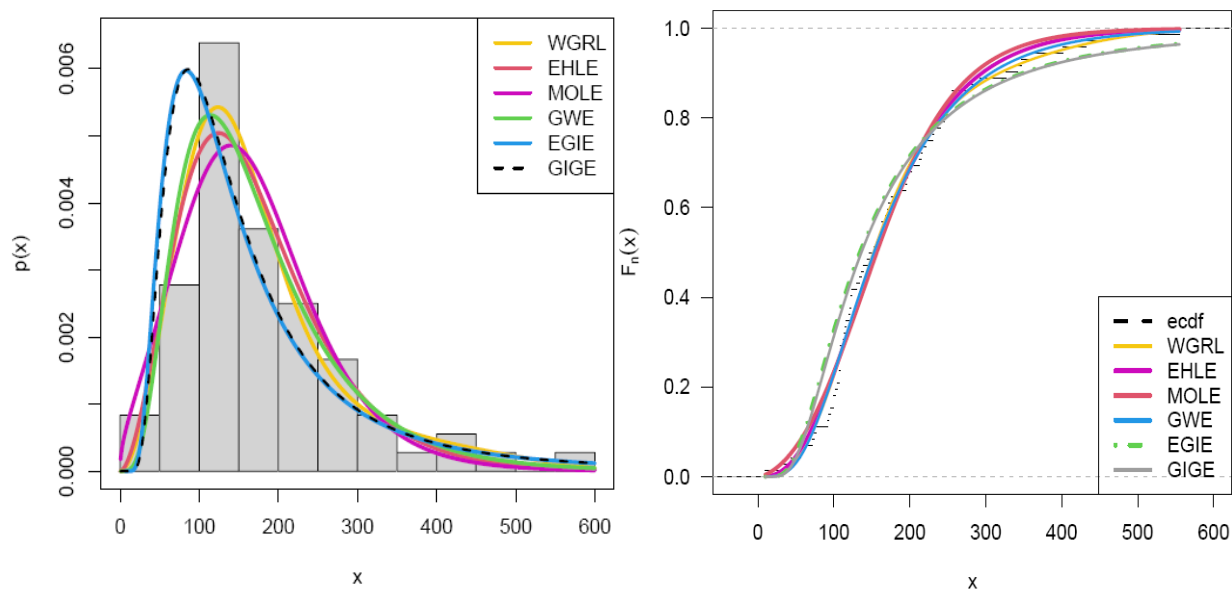 WGRL
EHLE
MOLE
GWE
EGIE
GIGE
p(x)
0.000
0.002
0.004
0.006
0 100 200 300 400 500 600
x
Fn(x)
1.0
0.8
0.6
0.4
0.2
0.0
ecdf
WGRL
EHLE
MOLE
GWE
EGIE
GIGE
0 100 200 300 400 500 600
x